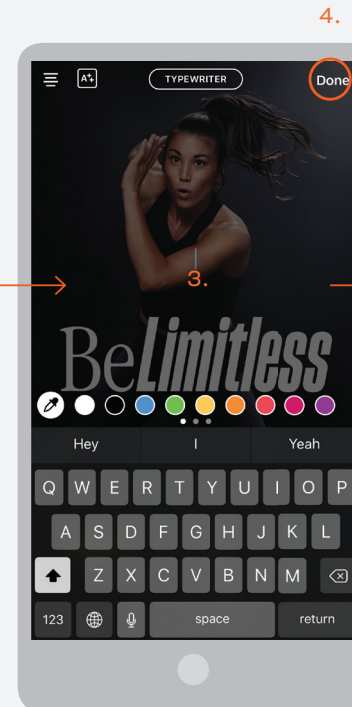 4.
TYPEWRITER
Done
3.
BeLimitless
Hey I Yeah
Q W E R T Y U I O P
A S D F G H J K L
Z X C V B N M
123 space return